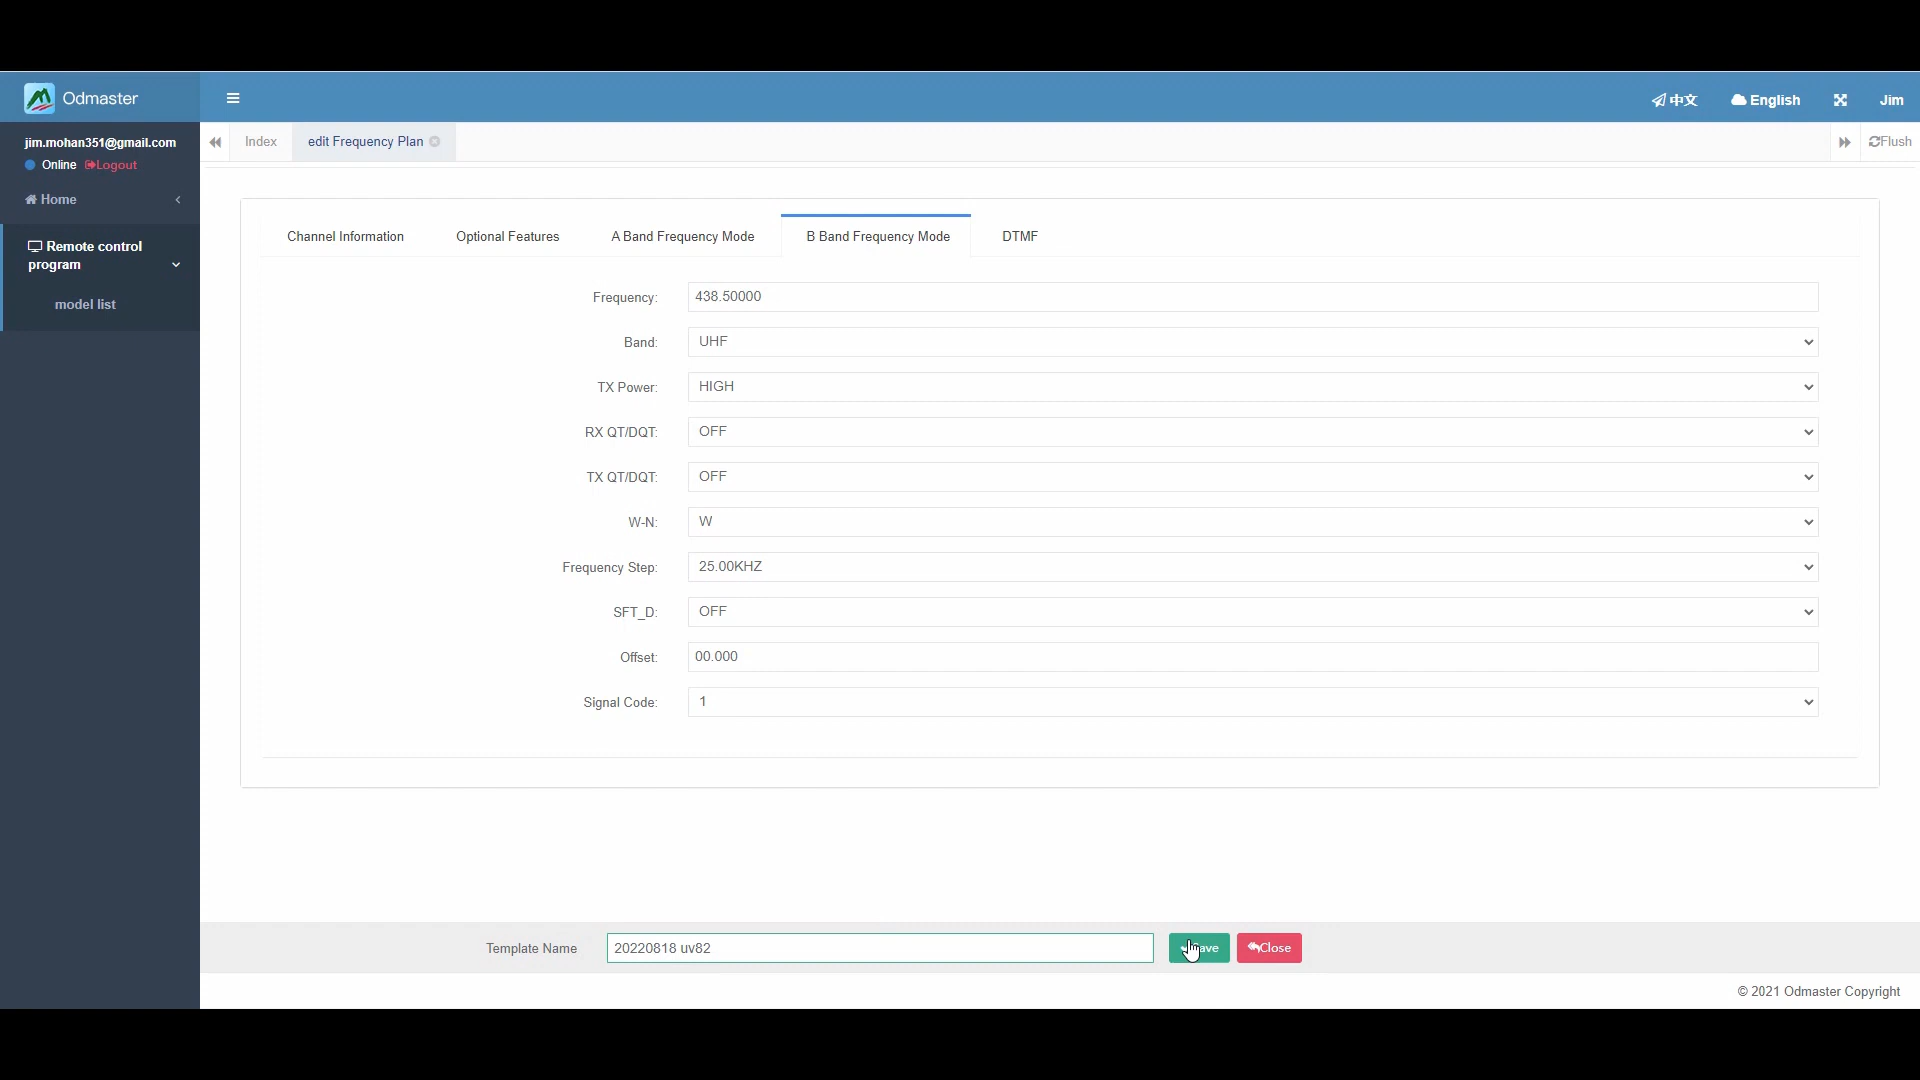 Odmaster
中文
English
Jim
jim.mohan351@gmail.com
Online Logout
Index
edit Frequency Plan
Flush
Home
Remote control
program
model list
Channel Information
Optional Features
A Band Frequency Mode
B Band Frequency Mode
DTMF
Frequency: 438.50000
Band: UHF
TX Power: HIGH
RX QT/DQT: OFF
TX QT/DQT: OFF
W-N: W
Frequency Step: 25.00KHZ
SFT_D: OFF
Offset: 00.000
Signal Code: 1
Template Name 20220818 uv82 Close
© 2021 Odmaster Copyright